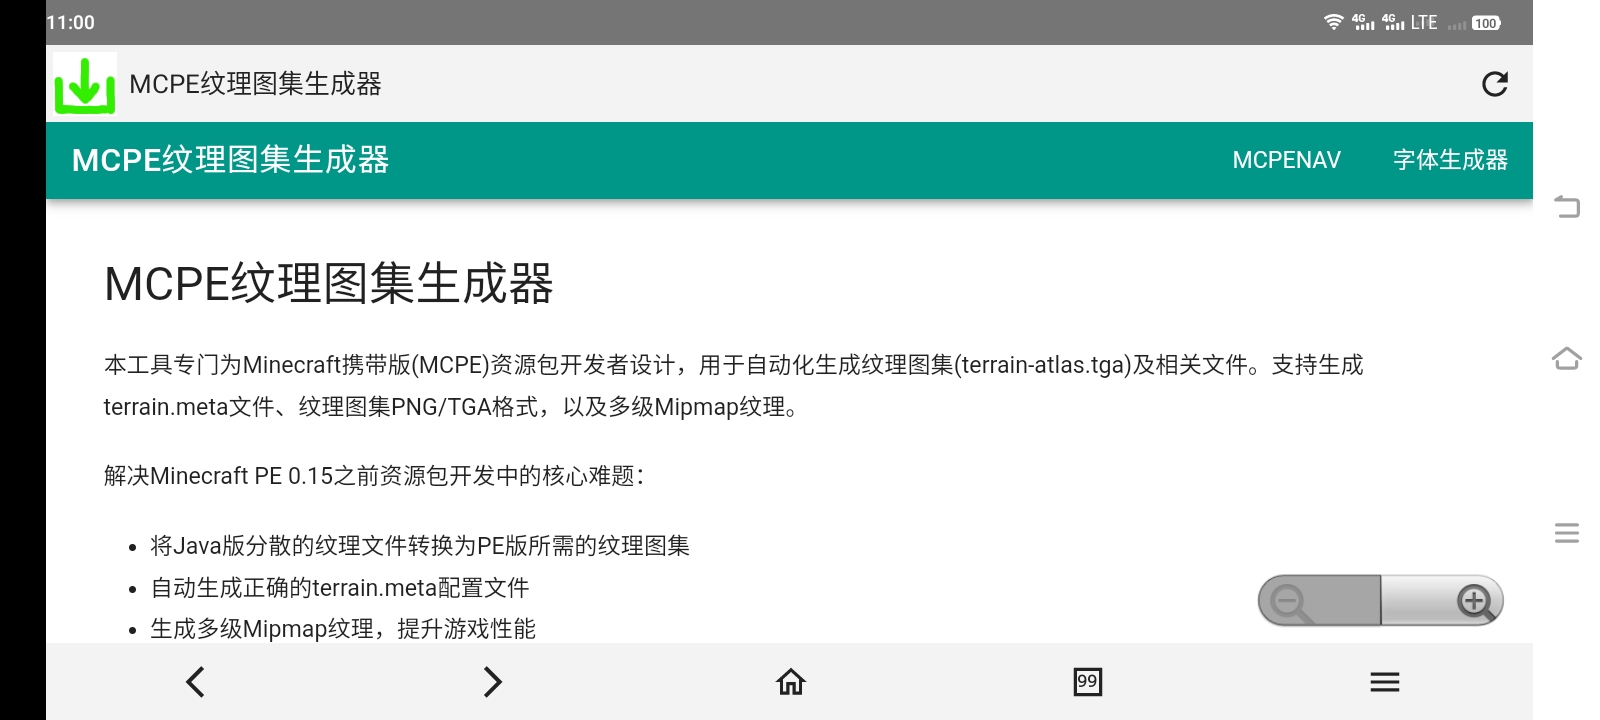 11:00 4G 4G LTE 100
MCPE纹理图集生成器
MCPE纹理图集生成器 MCPENAV 字体生成器
MCPE纹理图集生成器
本工具专门为Minecraft携带版(MCPE)资源包开发者设计，用于自动化生成纹理图集(terrain-atlas.tga)及相关文件。支持生成
terrain.meta文件、纹理图集PNG/TGA格式，以及多级Mipmap纹理。
解决Minecraft PE 0.15之前资源包开发中的核心难题：
• 将Java版分散的纹理文件转换为PE版所需的纹理图集
• 自动生成正确的terrain.meta配置文件
• 生成多级Mipmap纹理，提升游戏性能
99